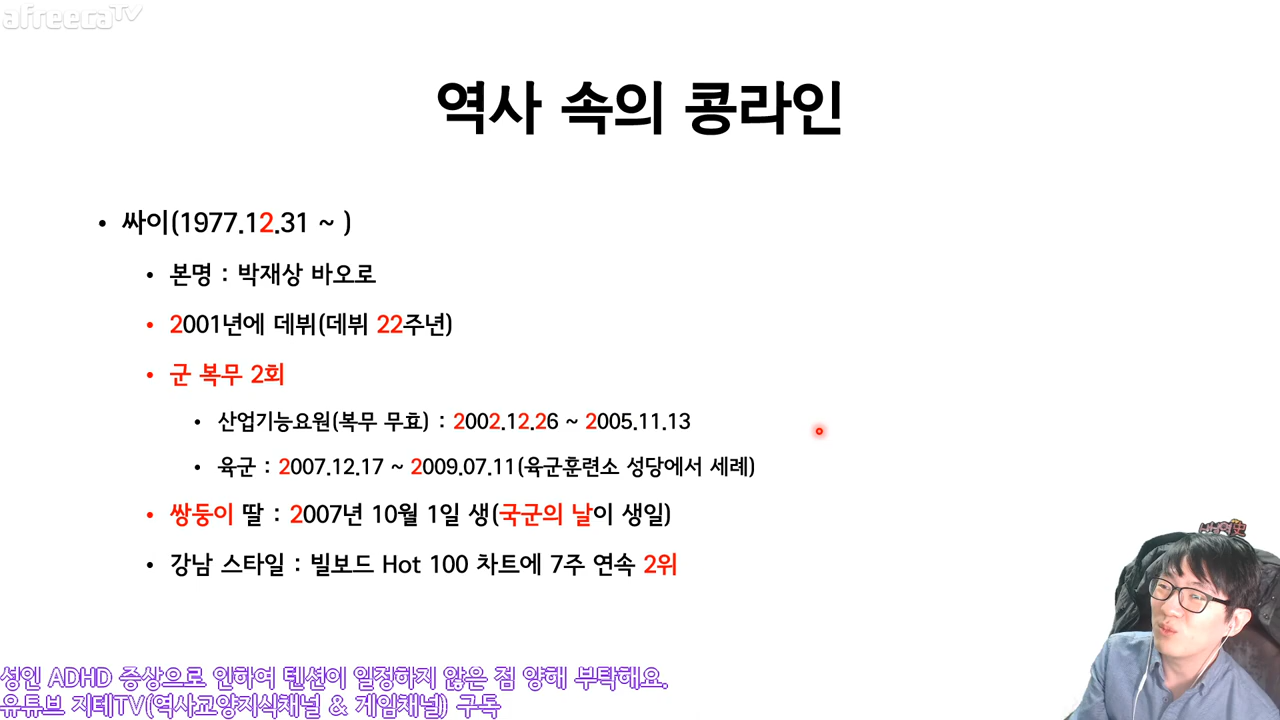 afreecaTV
역사 속의 콩라인
• 싸이(1977.12.31 ~ )
• 본명 : 박재상 바오로
• 2001년에 데뷔(데뷔 22주년)
• 군 복무 2회
• 산업기능요원(복무 무효) : 2002.12.26 ~ 2005.11.13
• 육군 : 2007.12.17 ~ 2009.07.11(육군훈련소 성당에서 세례)
• 쌍둥이 딸 : 2007년 10월 1일 생(국군의 날이 생일)
• 강남 스타일 : 빌보드 Hot 100 차트에 7주 연속 2위
성인 ADHD 증상으로 인하여 텐션이 일정하지 않은 점 양해 부탁해요.
유튜브 지테TV(역사교양지식채널 & 게임채널) 구독